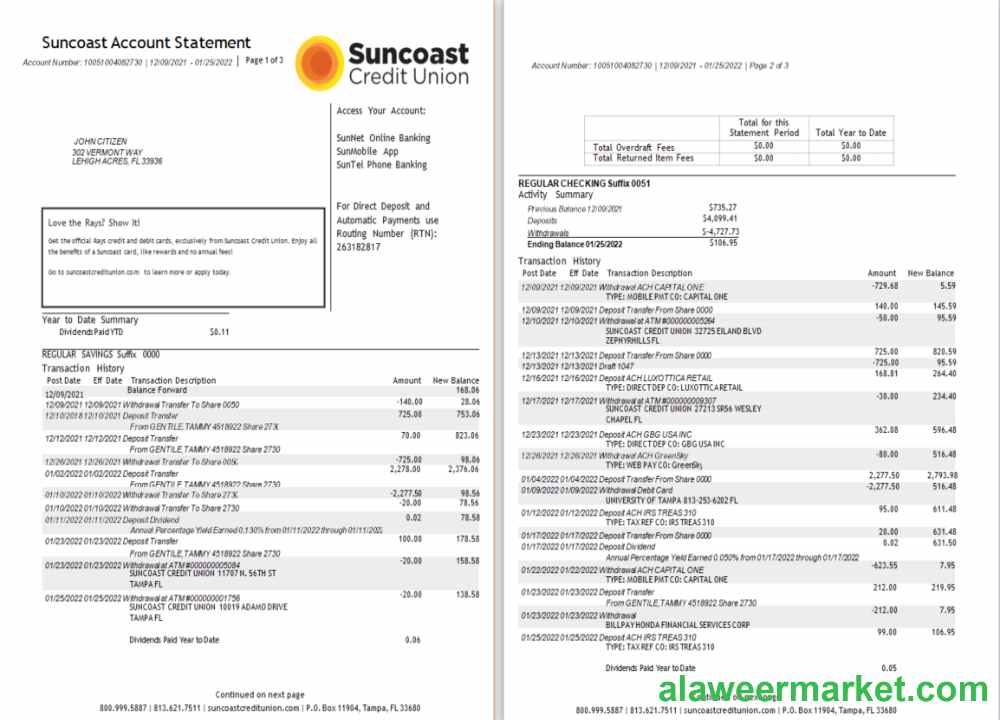 Suncoast Account Statement
Account Number: 10051004082730 | 12/09/2021 - 01/25/2022 | Page 1 of 3
Suncoast
Credit Union
Access Your Account:
SunNet Online Banking
SunMobile App
SunTel Phone Banking
JOHN CITIZEN
302 VERMONT WAY
LEHIGH ACRES, FL 33936
For Direct Deposit and
Automatic Payments use
Routing Number (RTN):
263182817
Love the Rays? Show It!
Get the official Rays credit and debit cards, exclusively from Suncoast Credit Union. Enjoy all
the benefits of a Suncoast card, like rewards and no annual fees!
Go to suncoastcreditunion.com to learn more or apply today.
Year to Date Summary
Dividends Paid YTD $0.11
REGULAR SAVINGS Suffix 0000
Transaction History
Post Date Eff Date Transaction Description Amount New Balance
12/09/2021 Balance Forward 168.06
12/09/2021 12/09/2021 Withdrawal Transfer To Share 0050 -140.00 28.06
12/10/2018 12/10/2021 Deposit Transfer 725.00 753.06
From GENTILE,TAMMY 4518922 Share 273(
12/12/2021 12/12/2021 Deposit Transfer 70.00 823.06
From GENTILE,TAMMY 4518922 Share 2730
12/26/2021 12/26/2021 Withdrawal Transfer To Share 005( -725.00 98.06
01/02/2022 01/02/2022 Deposit Transfer 2,278.00 2,376.06
From GENTILE,TAMMY 4518922 Share 2730
01/10/2022 01/10/2022 Withdrawal Transfer To Share 273( -2,277.50 98.56
01/10/2022 01/10/2022 Withdrawal Transfer To Share 2730 -20.00 78.56
01/11/2022 01/11/2022 Deposit Dividend 0.02 78.58
Annual Percentage Yield Earned 0.130% from 01/11/2022 through 01/11/202
01/23/2022 01/23/2022 Deposit Transfer 100.00 178.58
From GENTILE,TAMMY 4518922 Share 2730
01/23/2022 01/23/2022 Withdrawal at ATM #000000005084 -20.00 158.58
SUNCOAST CREDIT UNION 11707 N. 56TH ST
TAMPA FL
01/25/2022 01/25/2022 Withdrawal at ATM #000000001756 -20.00 138.58
SUNCOAST CREDIT UNION 10019 ADAMO DRIVE
TAMPA FL
Dividends Paid Year to Date 0.06
Continued on next page
800.999.5887 | 813.621.7511 | suncoastcreditunion.com | P.O. Box 11904, Tampa, FL 33680
Account Number: 10051004082730 | 12/09/2021 - 01/25/2022 | Page 2 of 3
Total for this
Statement Period Total Year to Date
Total Overdraft Fees $0.00 $0.00
Total Returned Item Fees $0.00 $0.00
REGULAR CHECKING Suffix 0051
Activity Summary
Previous Balance 12/09/2021 $735.27
Deposits $4,099.41
Withdrawals $-4,727.73
Ending Balance 01/25/2022 $106.95
Transaction History
Post Date Eff Date Transaction Description Amount New Balance
12/09/2021 12/09/2021 Withdrawal ACH CAPITAL ONE -729.68 5.59
TYPE: MOBILE PMT CO: CAPITAL ONE
12/09/2021 12/09/2021 Deposit Transfer From Share 0000 140.00 145.59
12/10/2021 12/10/2021 Withdrawal at ATM #000000005264 -50.00 95.59
SUNCOAST CREDIT UNION 32725 EILAND BLVD
ZEPHYRHILLS FL
12/13/2021 12/13/2021 Deposit Transfer From Share 0000 725.00 820.59
12/13/2021 12/13/2021 Draft 1047 -725.00 95.59
12/16/2021 12/16/2021 Deposit ACH LUXOTTICA RETAIL 168.81 264.40
TYPE: DIRECT DEP CO: LUXOTTICA RETAIL
12/17/2021 12/17/2021 Withdrawal at ATM #000000009307 -30.00 234.40
SUNCOAST CREDIT UNION 27213 SR56 WESLEY
CHAPEL FL
12/23/2021 12/23/2021 Deposit ACH GBG USA INC 362.08 596.48
TYPE: DIRECT DEP CO: GBG USA INC
12/26/2021 12/26/2021 Withdrawal ACH GreenSky -80.00 516.48
TYPE: WEB PAY CO: GreenSky
01/04/2022 01/04/2022 Deposit Transfer From Share 0000 2,277.50 2,793.98
01/09/2022 01/09/2022 Withdrawal Debit Card -2,277.50 516.48
UNIVERSITY OF TAMPA 813-253-6202 FL
01/12/2022 01/12/2022 Deposit ACH IRS TREAS 310 95.00 611.48
TYPE: TAX REF CO: IRS TREAS 310
01/17/2022 01/17/2022 Deposit Transfer From Share 0000 20.00 631.48
01/17/2022 01/17/2022 Deposit Dividend 0.02 631.50
Annual Percentage Yield Earned 0.050% from 01/17/2022 through 01/17/2022
01/22/2022 01/22/2022 Withdrawal ACH CAPITAL ONE -623.55 7.95
TYPE: MOBILE PMT CO: CAPITAL ONE
01/23/2022 01/23/2022 Deposit Transfer 212.00 219.95
From GENTILE,TAMMY 4518922 Share 2730
01/23/2022 01/23/2022 Withdrawal -212.00 7.95
BILLPAY HONDA FINANCIAL SERVICES CORP
01/25/2022 01/25/2022 Deposit ACH IRS TREAS 310 99.00 106.95
TYPE: TAX REF CO: IRS TREAS 310
Dividends Paid Year to Date 0.05
alaweermarket.com
800.999.5887 | 813.621.7511 | suncoastcreditunion.com | P.O. Box 11904, Tampa, FL 33680